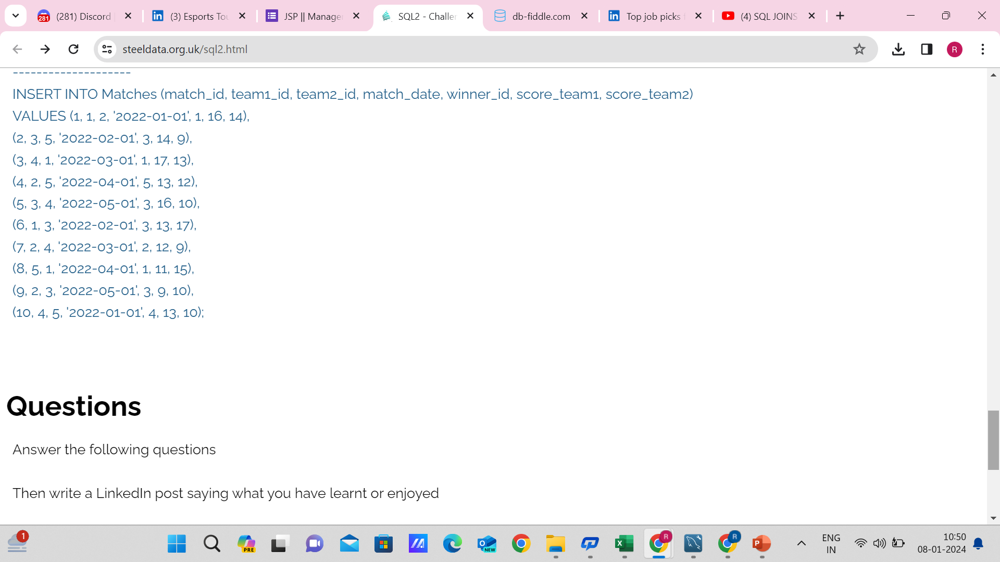 (281) Discord
(3) Esports Tou
JSP || Manager
SQL2 - Challen
db-fiddle.com
Top job picks f
(4) SQL JOINS
steeldata.org.uk/sql2.html
R
--------------------
INSERT INTO Matches (match_id, team1_id, team2_id, match_date, winner_id, score_team1, score_team2)
VALUES (1, 1, 2, '2022-01-01', 1, 16, 14),
(2, 3, 5, '2022-02-01', 3, 14, 9),
(3, 4, 1, '2022-03-01', 1, 17, 13),
(4, 2, 5, '2022-04-01', 5, 13, 12),
(5, 3, 4, '2022-05-01', 3, 16, 10),
(6, 1, 3, '2022-02-01', 3, 13, 17),
(7, 2, 4, '2022-03-01', 2, 12, 9),
(8, 5, 1, '2022-04-01', 1, 11, 15),
(9, 2, 3, '2022-05-01', 3, 9, 10),
(10, 4, 5, '2022-01-01', 4, 13, 10);
Questions
Answer the following questions
Then write a LinkedIn post saying what you have learnt or enjoyed
1
PRE
NEW
R
R
ENG
IN
10:50
08-01-2024